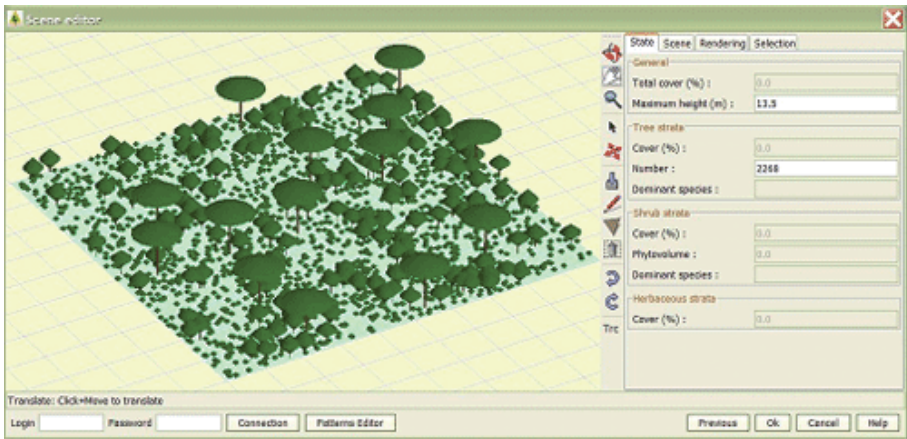 Scene editor
State Scene Rendering Selection
General
Total cover (%) : 0.0
Maximum height (m) : 13.5
Tree strata
Cover (%) : 0.0
Number : 2268
Dominant species :
Shrub strata
Cover (%) : 0.0
Phytovolume : 0.0
Dominant species :
Herbaceous strata
Cover (%) : 0.0
Trc
Translate: Click+Move to translate
Login Password Connection Patterns Editor Previous Ok Cancel Help